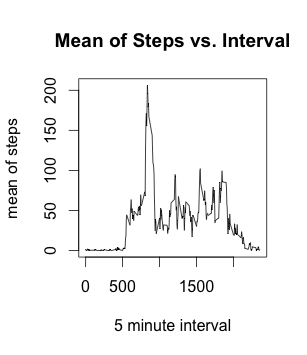 Mean of Steps vs. Interval
mean of steps
200
150
100
50
0
0 500 1500
5 minute interval